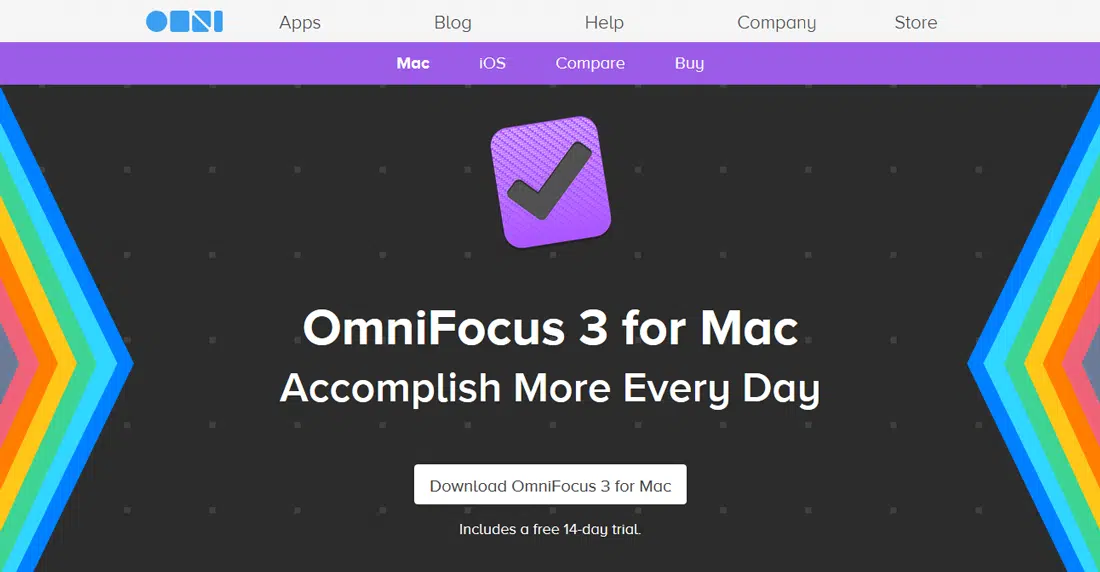 OMNI
Apps Blog Help Company Store
Mac iOS Compare Buy
OmniFocus 3 for Mac
Accomplish More Every Day
Download OmniFocus 3 for Mac
Includes a free 14-day trial.